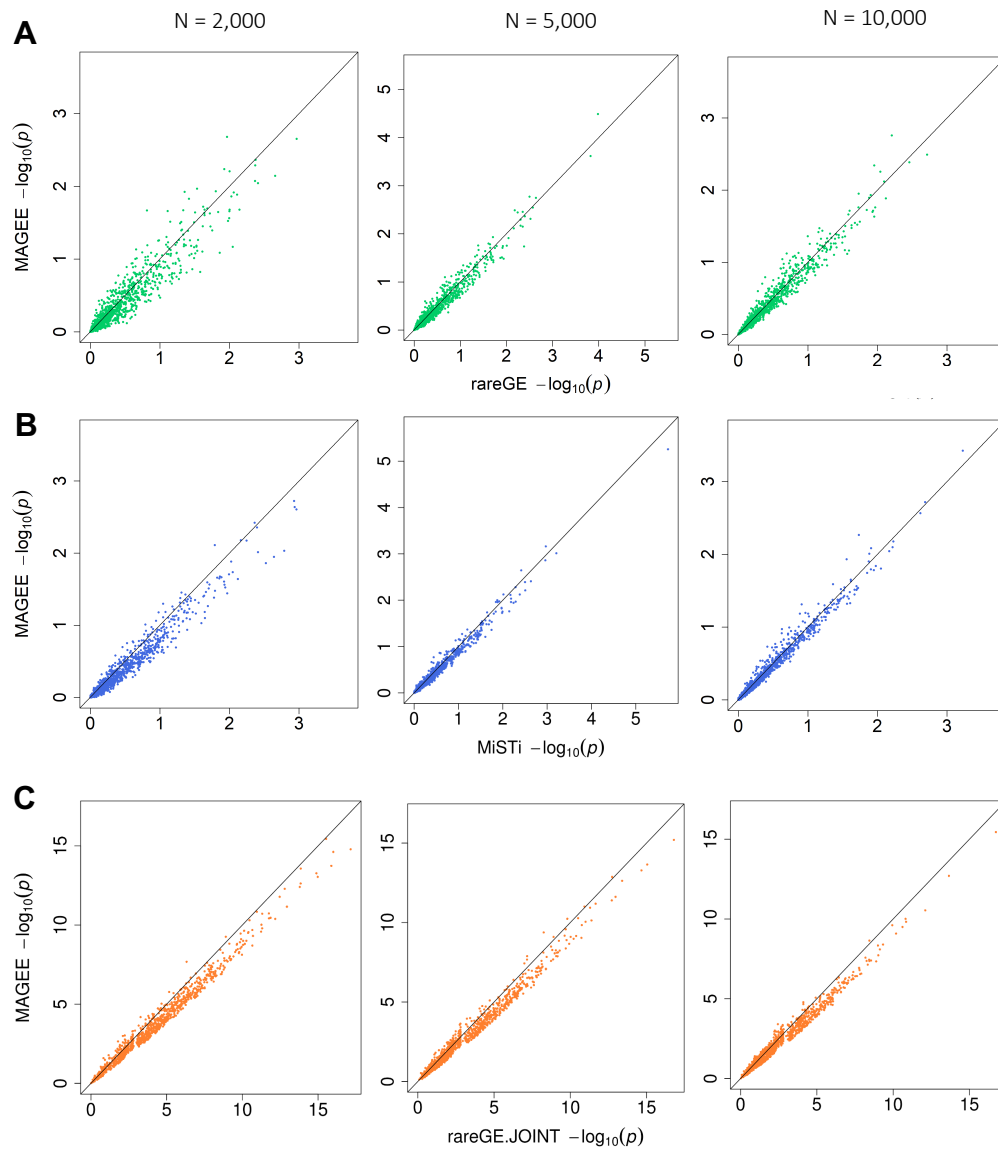 N = 2,000 N = 5,000 N = 10,000
A
MAGEE −log10(p)
0 1 2 3
0 1 2 3
0 1 2 3 4 5
0 1 2 3 4 5
0 1 2 3
0 1 2 3
rareGE −log10(p)
B
MAGEE −log10(p)
0 1 2 3
0 1 2 3
0 1 2 3 4 5
0 1 2 3 4 5
0 1 2 3
0 1 2 3
MiSTi −log10(p)
C
MAGEE −log10(p)
0 5 10 15
0 5 10 15
0 5 10 15
0 5 10 15
0 5 10 15
0 5 10 15
rareGE.JOINT −log10(p)